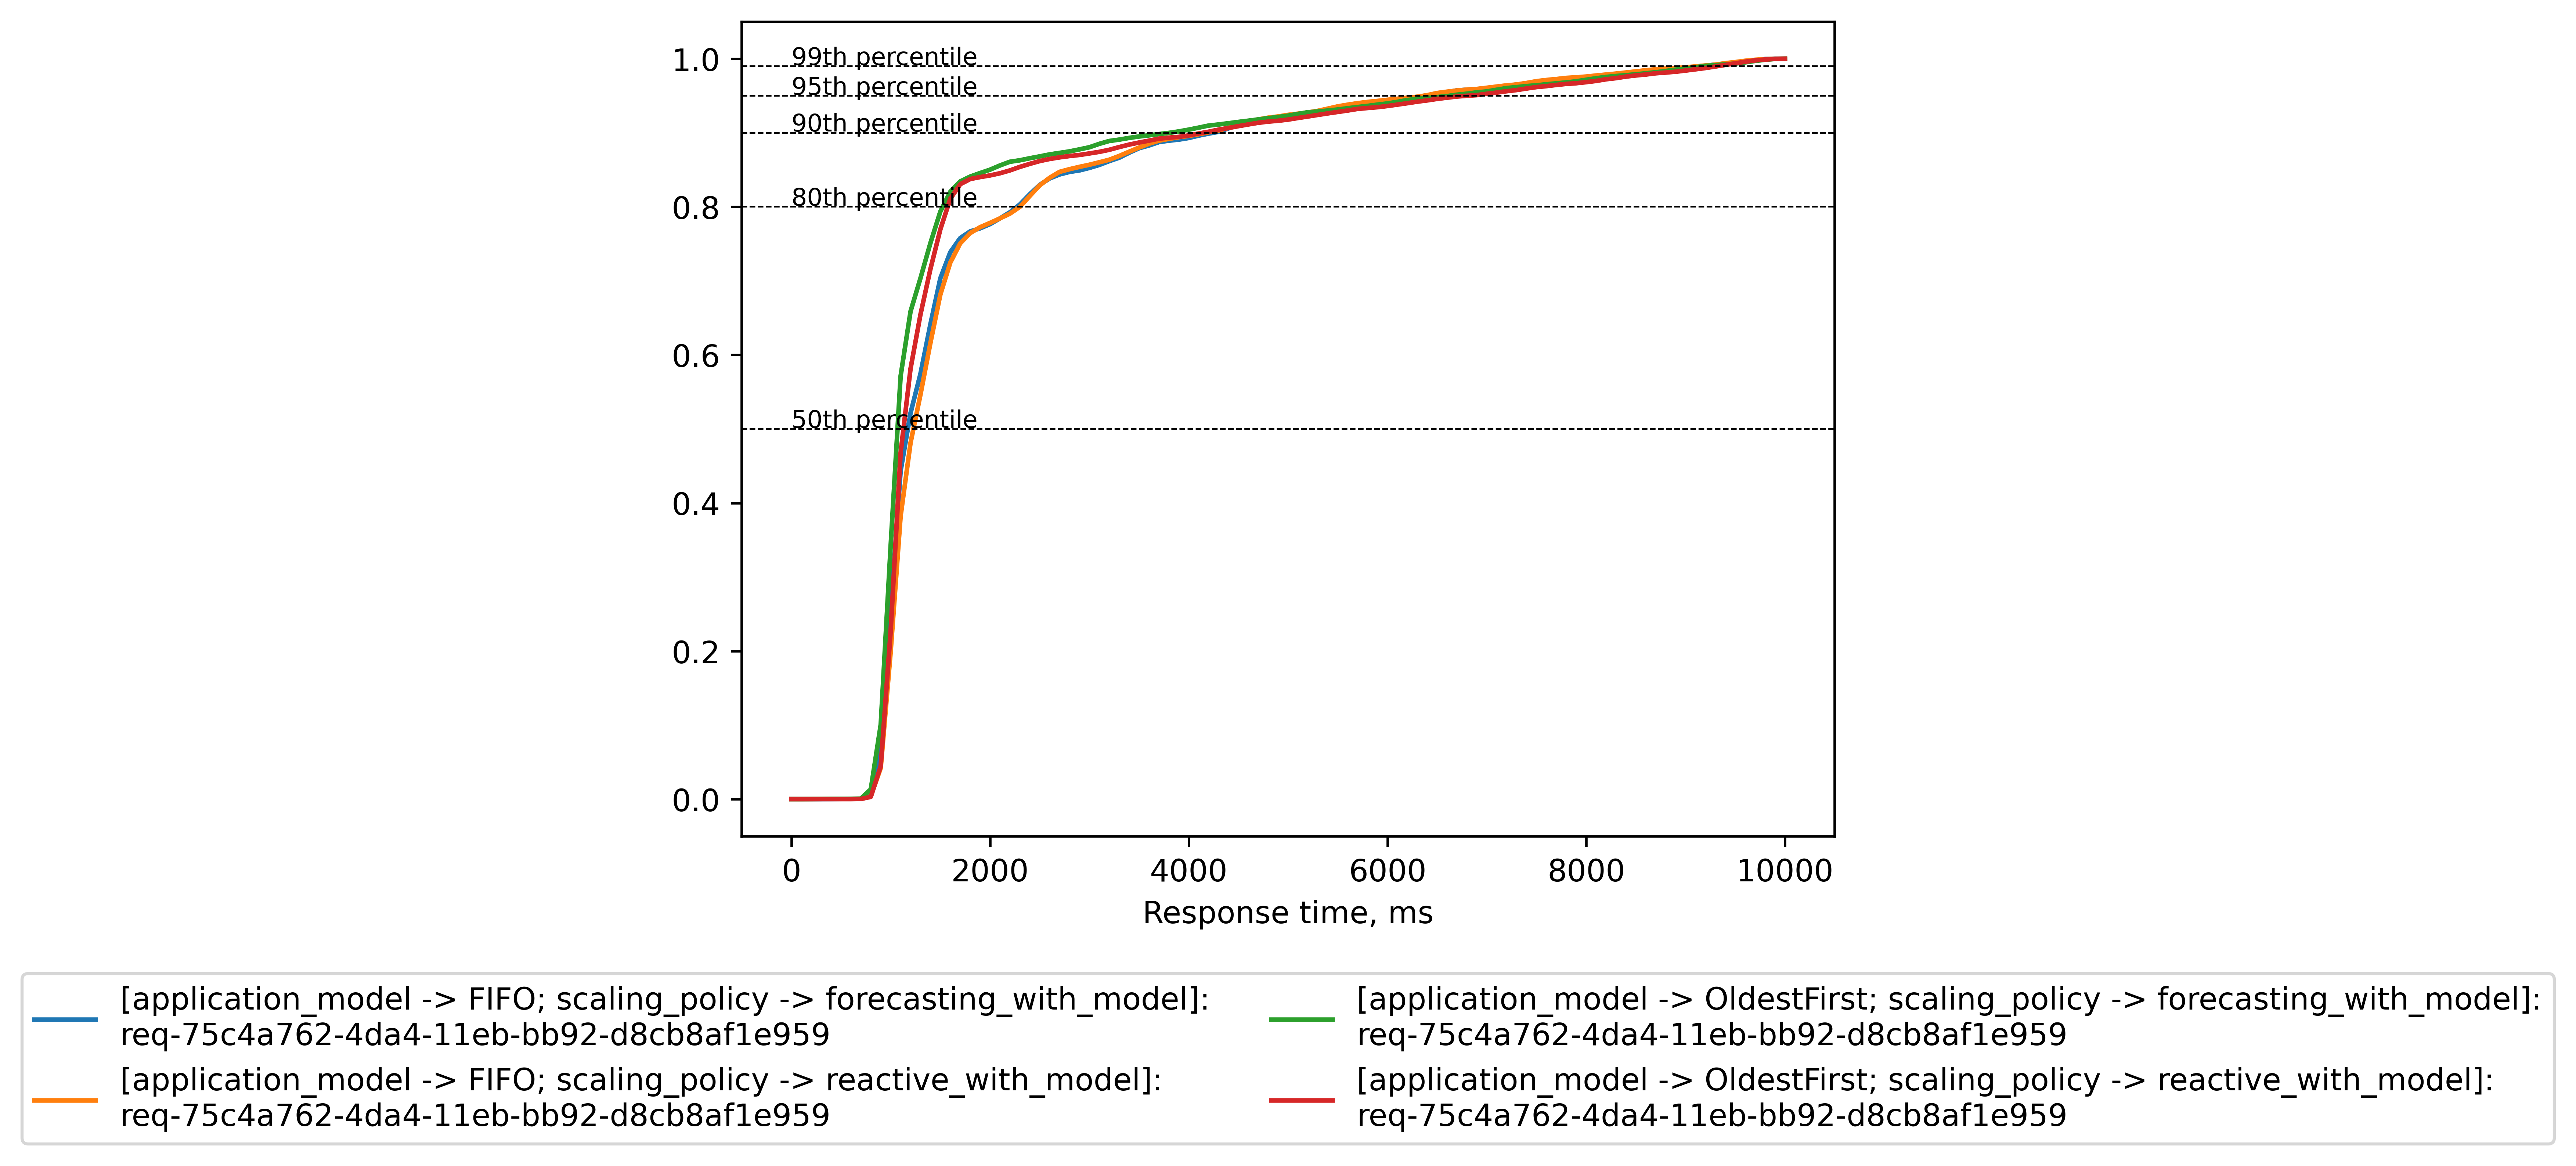 1.0
0.8
0.6
0.4
0.2
0.0
99th percentile
95th percentile
90th percentile
80th percentile
50th percentile
0 2000 4000 6000 8000 10000
Response time, ms
[application_model -> FIFO; scaling_policy -> forecasting_with_model]:
req-75c4a762-4da4-11eb-bb92-d8cb8af1e959
[application_model -> FIFO; scaling_policy -> reactive_with_model]:
req-75c4a762-4da4-11eb-bb92-d8cb8af1e959
[application_model -> OldestFirst; scaling_policy -> forecasting_with_model]:
req-75c4a762-4da4-11eb-bb92-d8cb8af1e959
[application_model -> OldestFirst; scaling_policy -> reactive_with_model]:
req-75c4a762-4da4-11eb-bb92-d8cb8af1e959